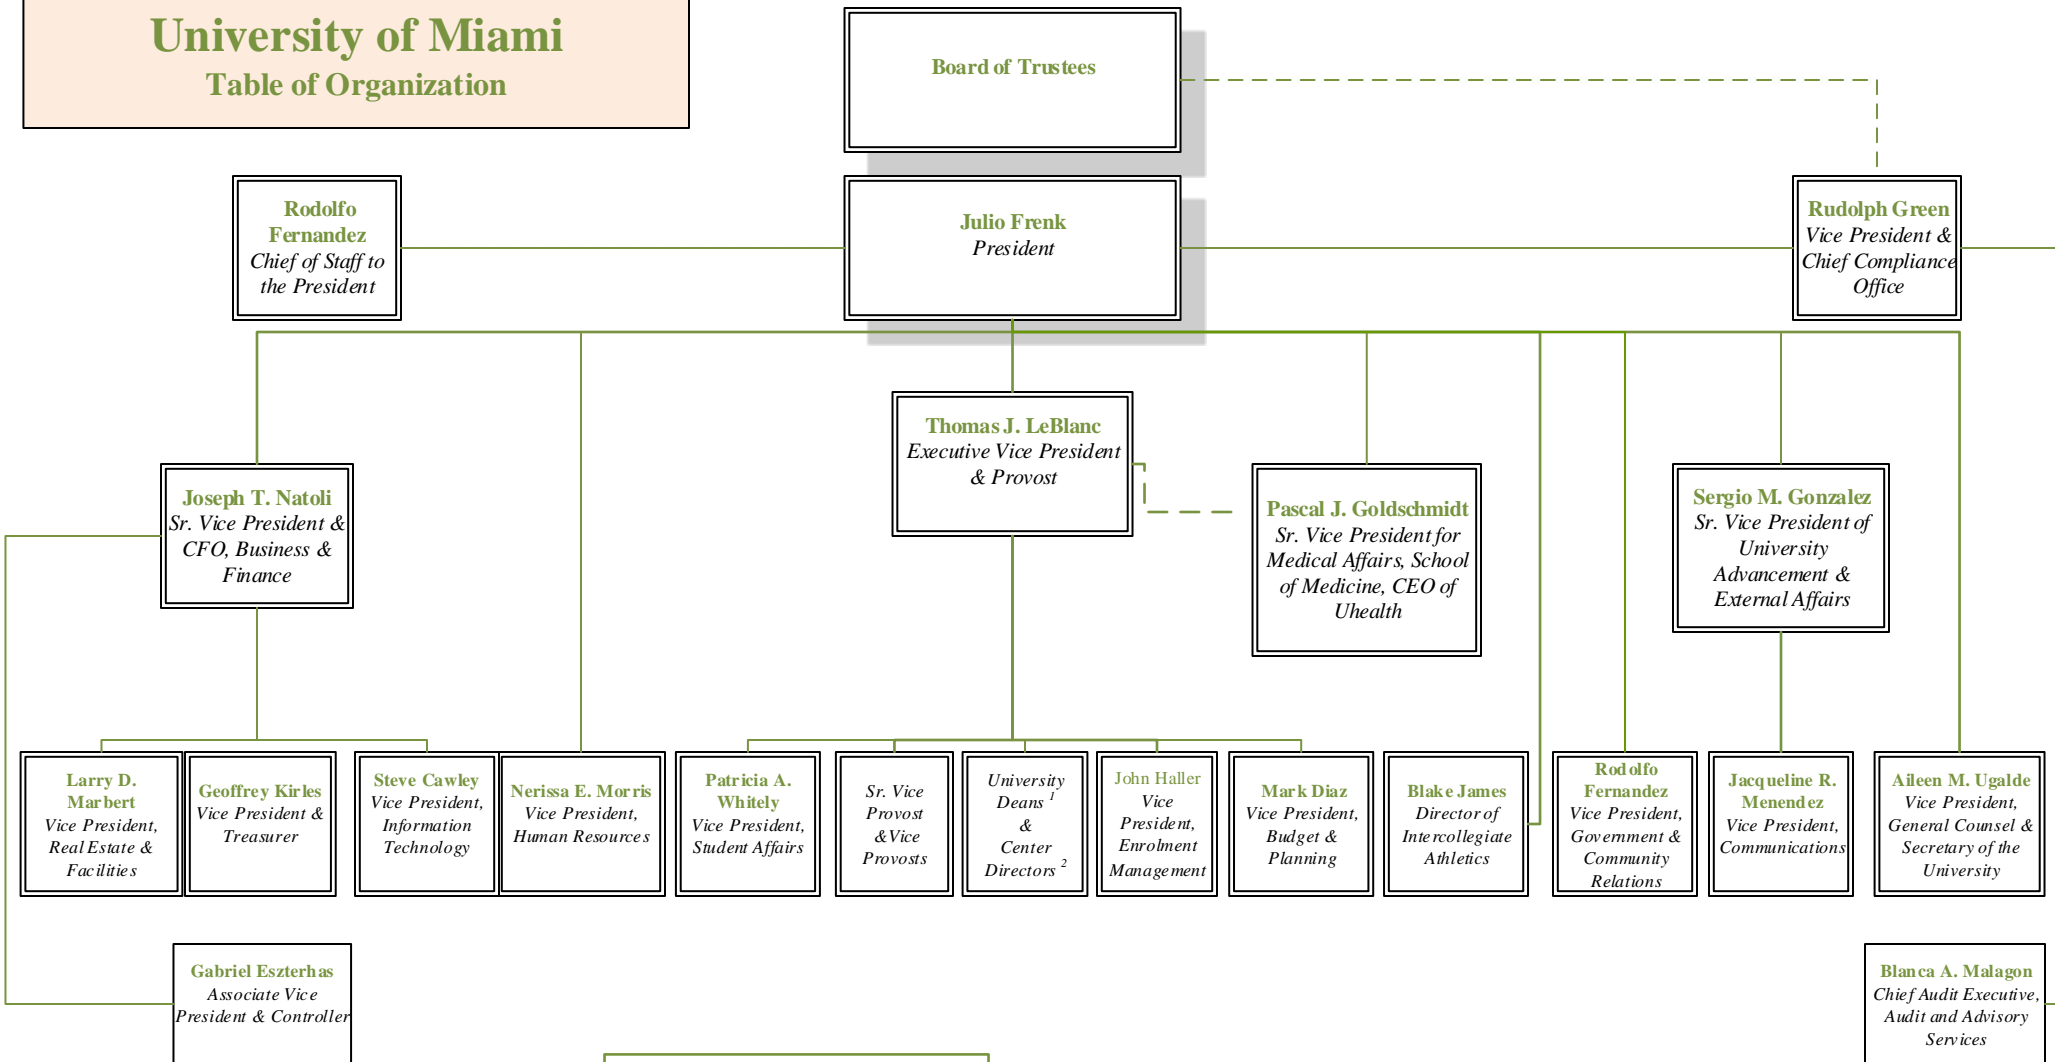 University of Miami
Table of Organization
Board of Trustees
Rodolfo
Fernandez
Chief of Staff to
the President
Julio Frenk
President
Rudolph Green
Vice President &
Chief Compliance
Office
Thomas J. LeBlanc
Executive Vice President
& Provost
Joseph T. Natoli
Sr. Vice President &
CFO, Business &
Finance
Pascal J. Goldschmidt
Sr. Vice President for
Medical Affairs, School
of Medicine, CEO of
Uhealth
Sergio M. Gonzalez
Sr. Vice President of
University
Advancement &
External Affairs
Larry D.
Marbert
Vice President,
Real Estate &
Facilities
Geoffrey Kirles
Vice President &
Treasurer
Steve Cawley
Vice President,
Information
Technology
Nerissa E. Morris
Vice President,
Human Resources
Patricia A.
Whitely
Vice President,
Student Affairs
Sr. Vice
Provost
&Vice
Provosts
University
Deans 1
&
Center
Directors 2
John Haller
Vice
President,
Enrolment
Management
Mark Diaz
Vice President,
Budget &
Planning
Blake James
Director of
Intercollegiate
Athletics
Rodolfo
Fernandez
Vice President,
Government &
Community
Relations
Jacqueline R.
Menendez
Vice President,
Communications
Aileen M. Ugalde
Vice President,
General Counsel &
Secretary of the
University
Gabriel Eszterhas
Associate Vice
President & Controller
Blanca A. Malagon
Chief Audit Executive,
Audit and Advisory
Services